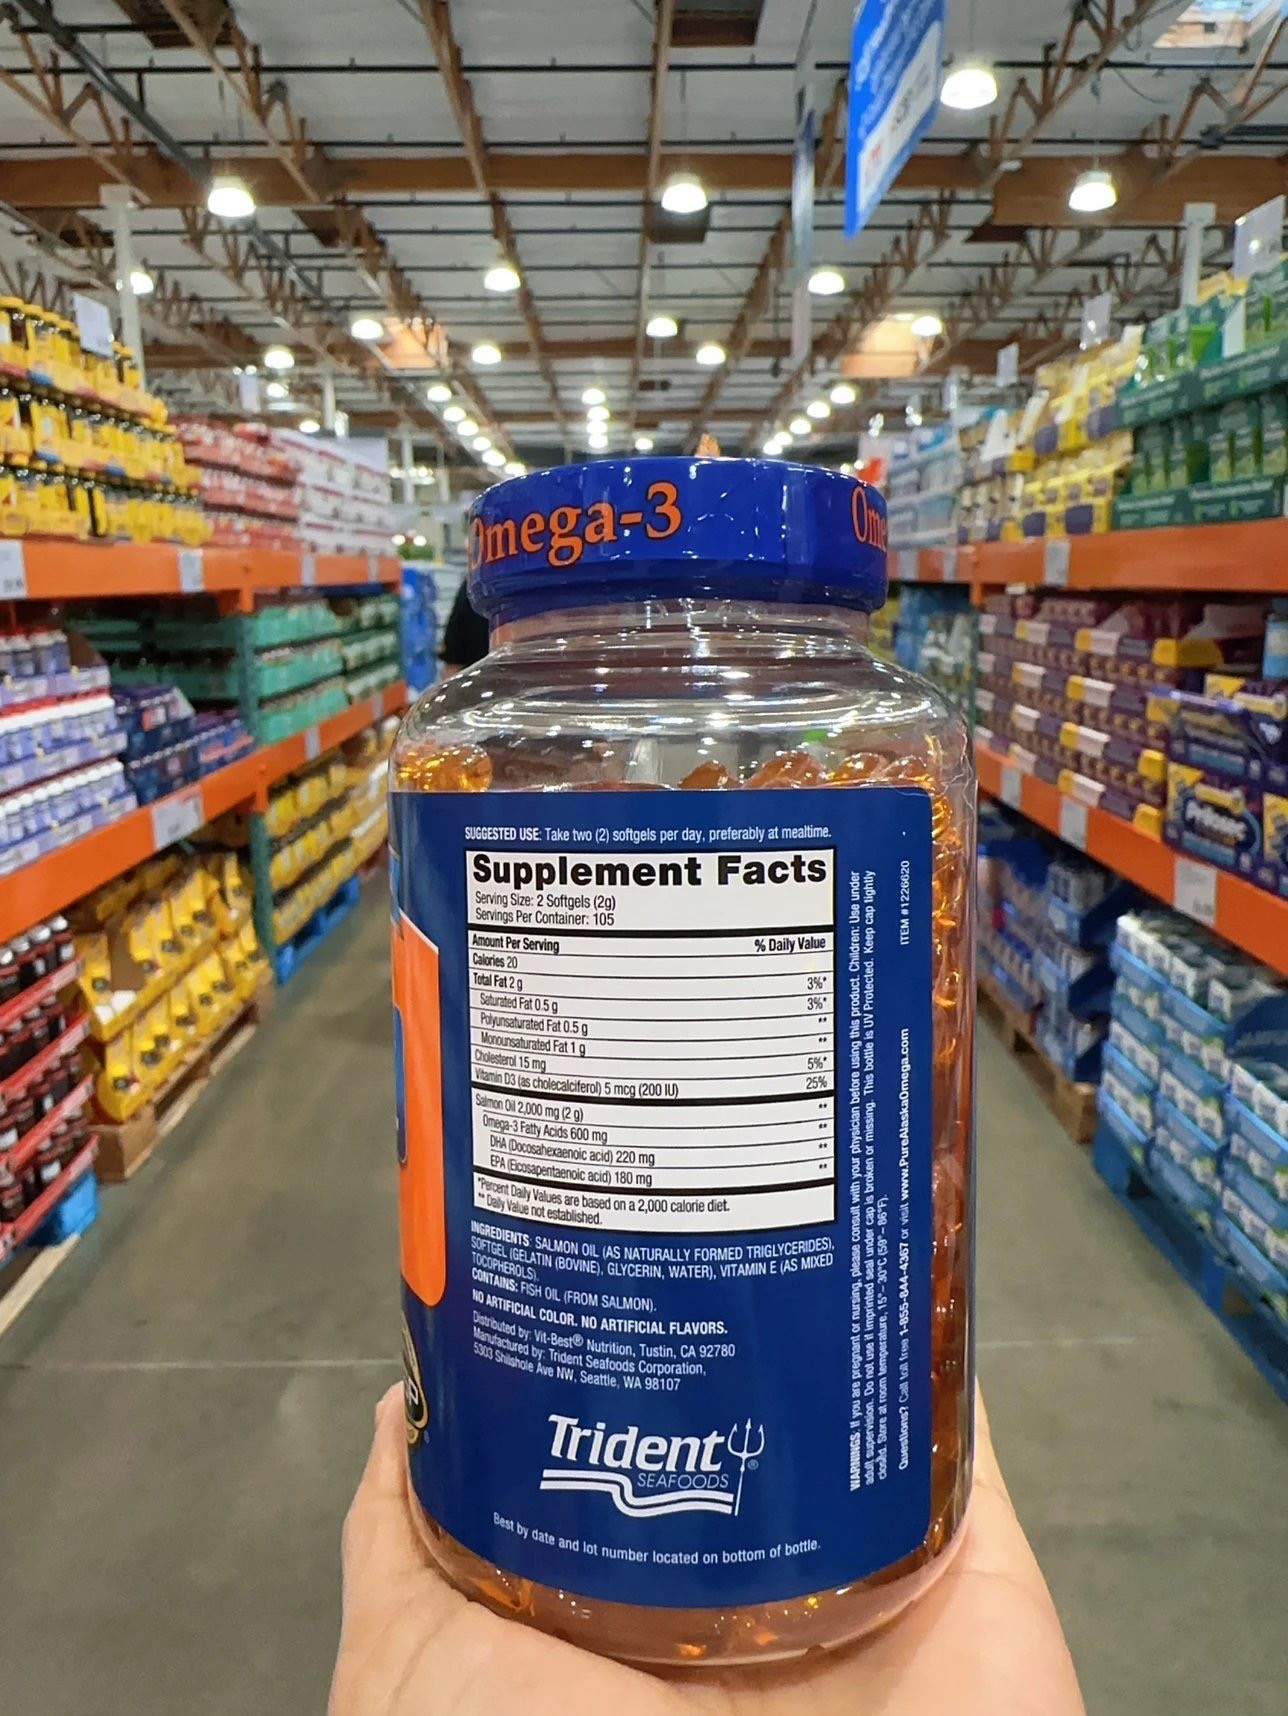 Omega-3
Ome
SUGGESTED USE: Take two (2) softgels per day, preferably at mealtime.
Supplement Facts
Serving Size: 2 Softgels (2g)
Servings Per Container: 105
Amount Per Serving % Daily Value
Calories 20
Total Fat 2 g 3%*
Saturated Fat 0.5 g 3%*
Polyunsaturated Fat 0.5 g **
Monounsaturated Fat 1 g **
Cholesterol 15 mg 5%*
Vitamin D3 (as cholecalciferol) 5 mcg (200 IU) 25%
Salmon Oil 2,000 mg (2 g) **
Omega-3 Fatty Acids 600 mg **
DHA (Docosahexaenoic acid) 220 mg **
EPA (Eicosapentaenoic acid) 180 mg **
*Percent Daily Values are based on a 2,000 calorie diet.
** Daily Value not established.
INGREDIENTS: SALMON OIL (AS NATURALLY FORMED TRIGLYCERIDES),
SOFTGEL (GELATIN (BOVINE), GLYCERIN, WATER), VITAMIN E (AS MIXED
TOCOPHEROLS).
CONTAINS: FISH OIL (FROM SALMON).
NO ARTIFICIAL COLOR. NO ARTIFICIAL FLAVORS.
Distributed by: Vit-Best® Nutrition, Tustin, CA 92780
Manufactured by: Trident Seafoods Corporation,
5303 Shilshole Ave NW, Seattle, WA 98107
Trident
SEAFOODS
®
Best by date and lot number located on bottom of bottle.
WARNINGS: If you are pregnant or nursing, please consult with your physician before using this product. Children: Use under
adult supervision. Do not use if imprinted seal under cap is broken or missing. This bottle is UV Protected. Keep cap tightly
closed. Store at room temperature, 15°– 30°C (59°– 86°F).
Questions? Call toll free 1-855-844-4367 or visit www.PureAlaskaOmega.com
ITEM #1226620